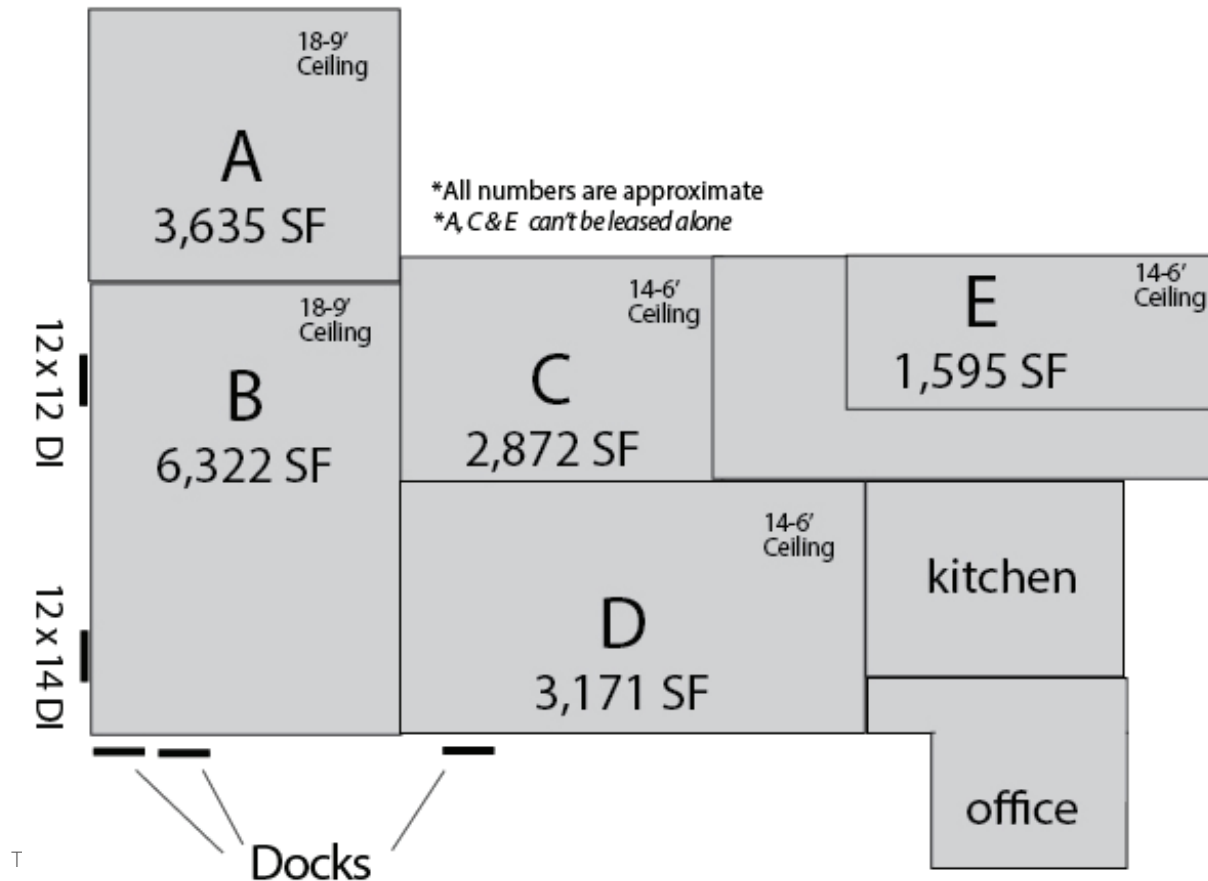 18-9’
Ceiling
A
3,635 SF
*All numbers are approximate
*A, C & E can't be leased alone
18-9’
Ceiling
B
6,322 SF
12 x 12 DI
12 x 14 DI
14-6’
Ceiling
C
2,872 SF
14-6’
Ceiling
E
1,595 SF
14-6’
Ceiling
D
3,171 SF
kitchen
office
Docks
T